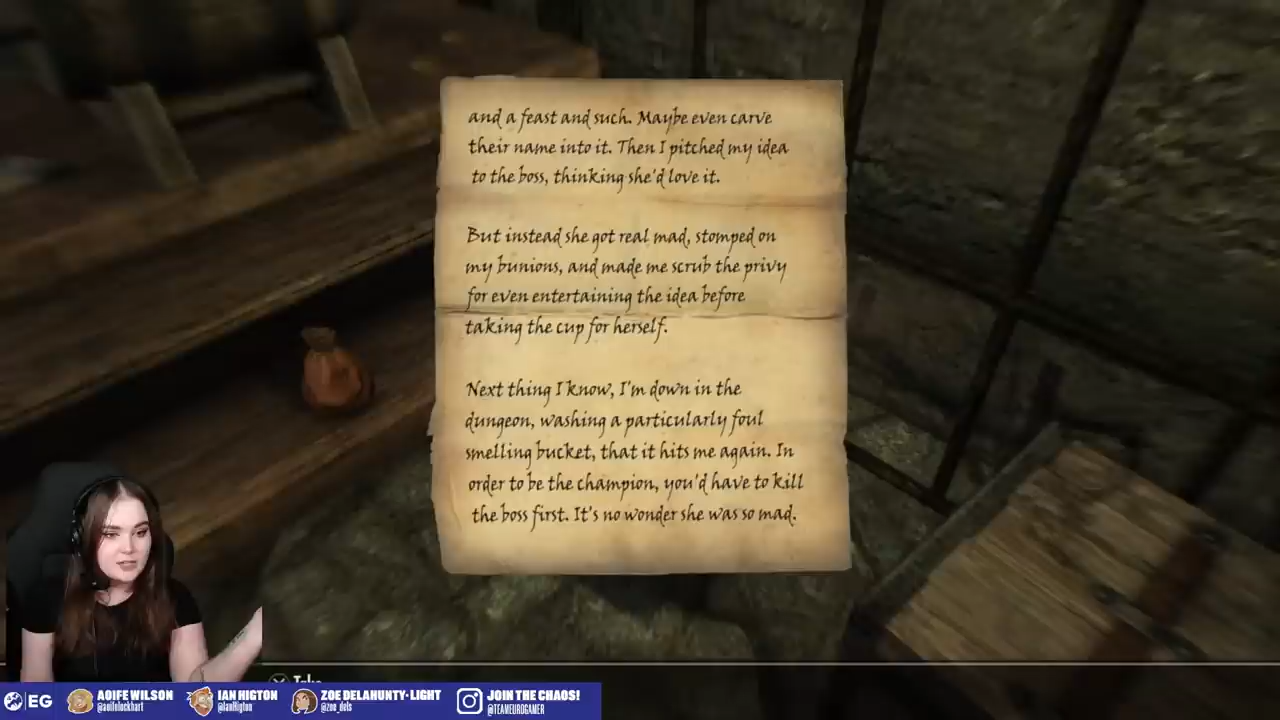 and a feast and such. Maybe even carve
their name into it. Then I pitched my idea
to the boss, thinking she'd love it.
But instead she got real mad, stomped on
my bunions, and made me scrub the privy
for even entertaining the idea before
taking the cup for herself.
Next thing I know, I'm down in the
dungeon, washing a particularly foul
smelling bucket, that it hits me again. In
order to be the champion, you'd have to kill
the boss first. It's no wonder she was so mad.
Take
EG
AOIFE WILSON
@aoifelockhart
IAN HIGTON
@IanHigton
ZOE DELAHUNTY-LIGHT
@zoe_dels
JOIN THE CHAOS!
@TEAMEUROGAMER